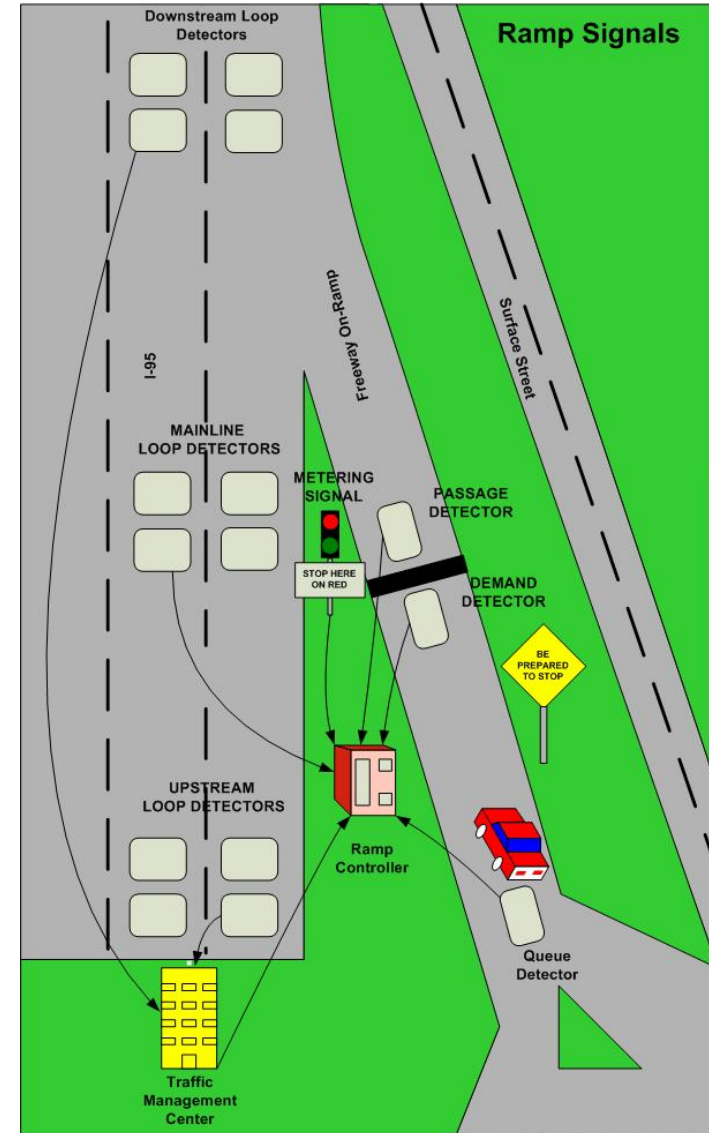 Downstream Loop
Detectors
Ramp Signals
Freeway On-Ramp
Surface Street
I-95
MAINLINE
LOOP DETECTORS
METERING
SIGNAL
PASSAGE
DETECTOR
STOP HERE
ON RED
DEMAND
DETECTOR
BE
PREPARED
TO STOP
UPSTREAM
LOOP DETECTORS
Ramp
Controller
Queue
Detector
Traffic
Management
Center